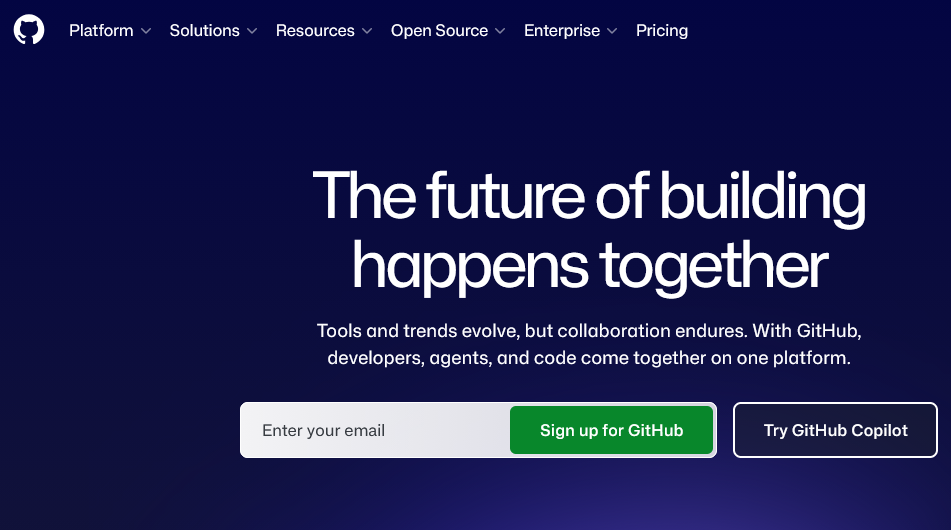 Platform Solutions Resources Open Source Enterprise Pricing
The future of building
happens together
Tools and trends evolve, but collaboration endures. With GitHub,
developers, agents, and code come together on one platform.
Enter your email Sign up for GitHub Try GitHub Copilot